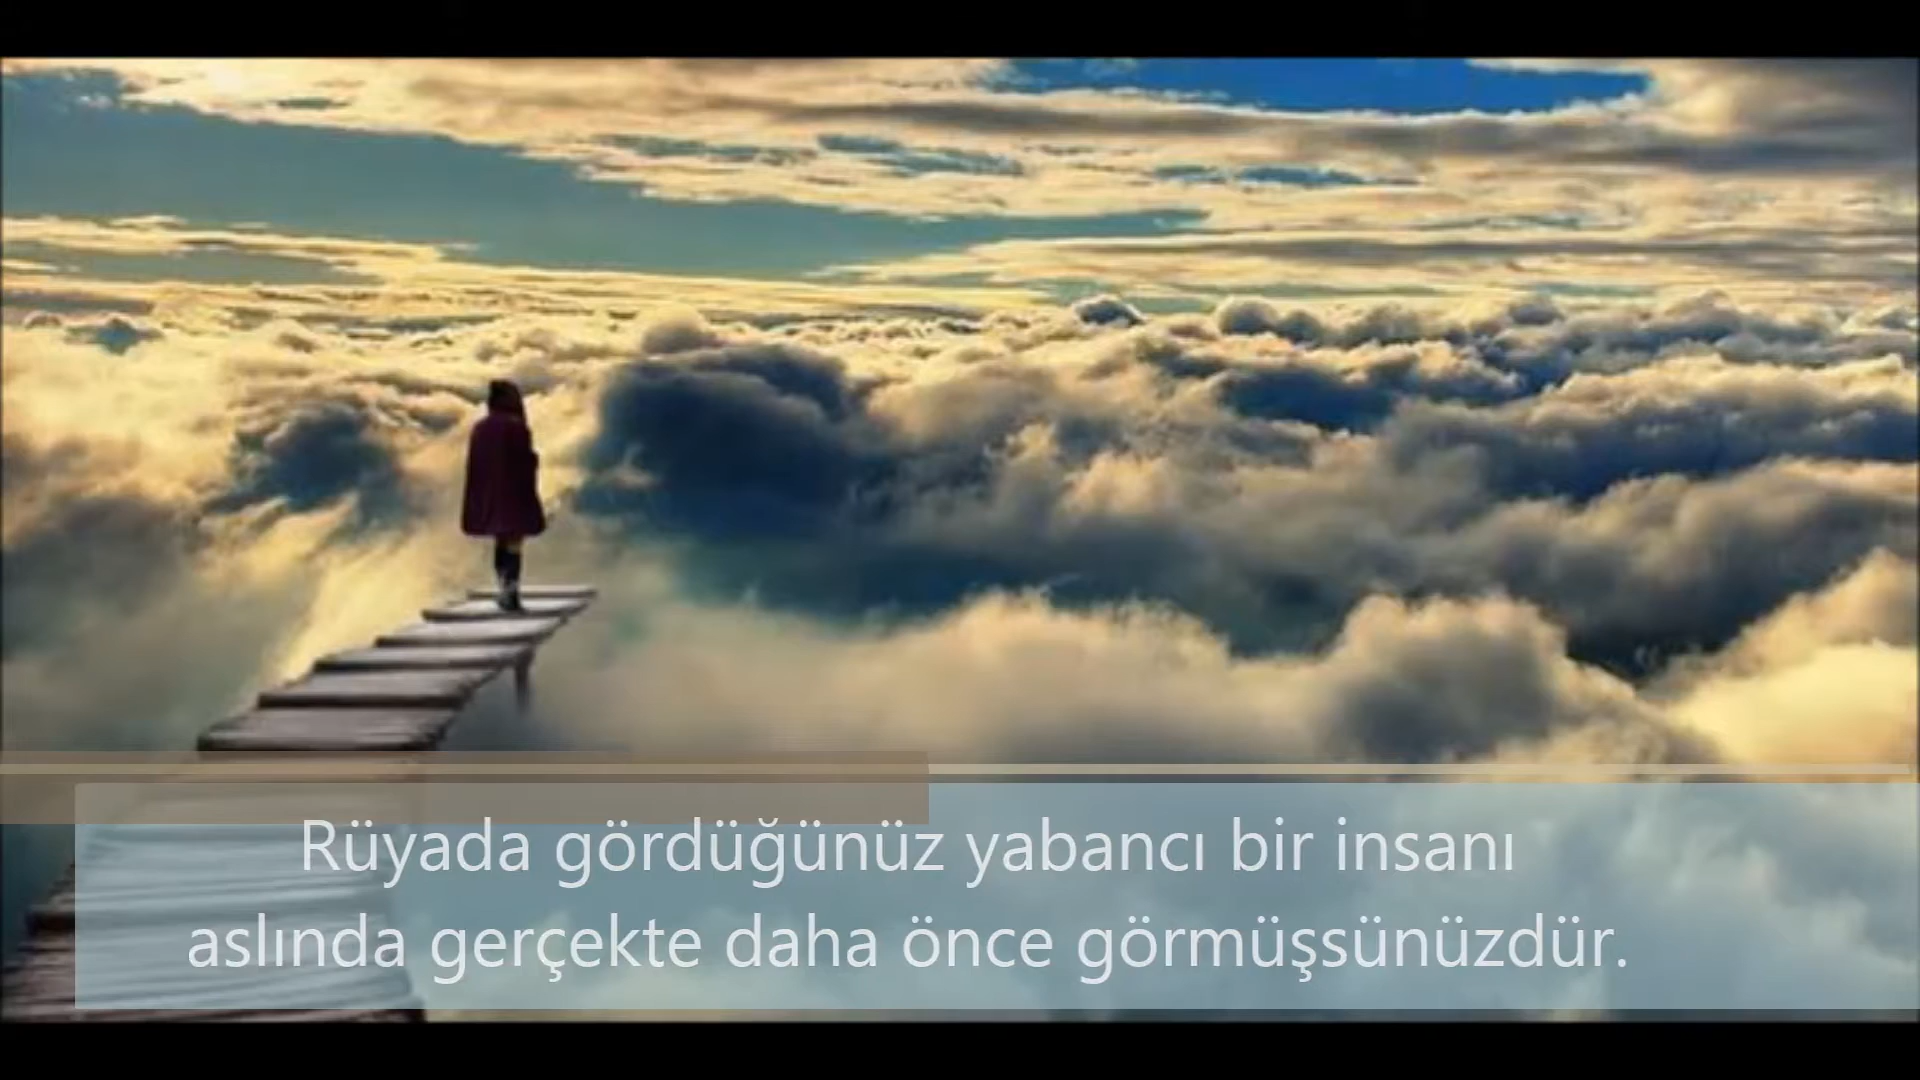 Rüyada gördüğünüz yabancı bir insanı
aslında gerçekte daha önce görmüşsünüzdür.